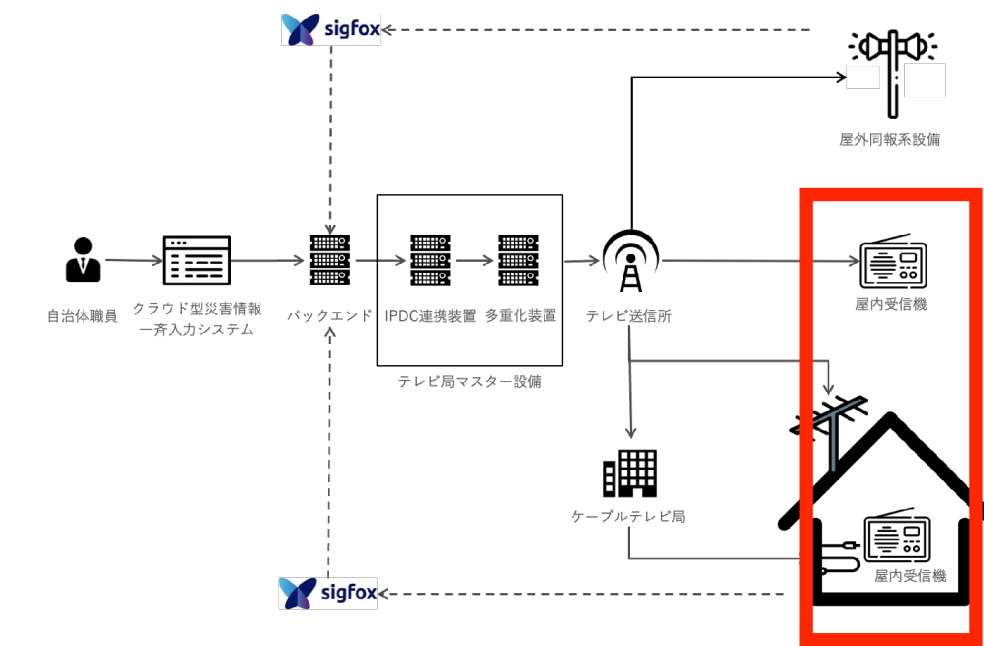 sigfox
屋外同報系設備
自治体職員
クラウド型災害情報
一斉入力システム
バックエンド
IPDC連携装置
多重化装置
テレビ局マスター設備
テレビ送信所
屋内受信機
ケーブルテレビ局
屋内受信機
sigfox